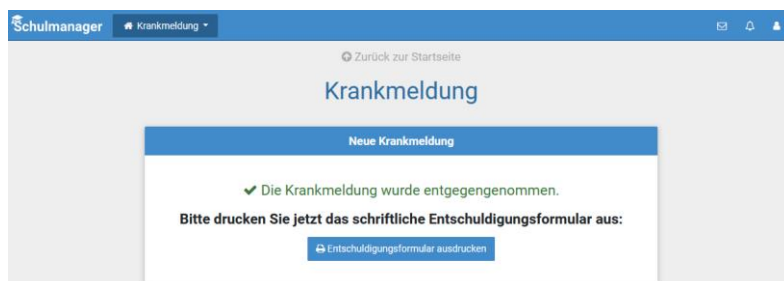 Schulmanager Krankmeldung
Zurück zur Startseite
Krankmeldung
Neue Krankmeldung
Die Krankmeldung wurde entgegengenommen.
Bitte drucken Sie jetzt das schriftliche Entschuldigungsformular aus:
Entschuldigungsformular ausdrucken